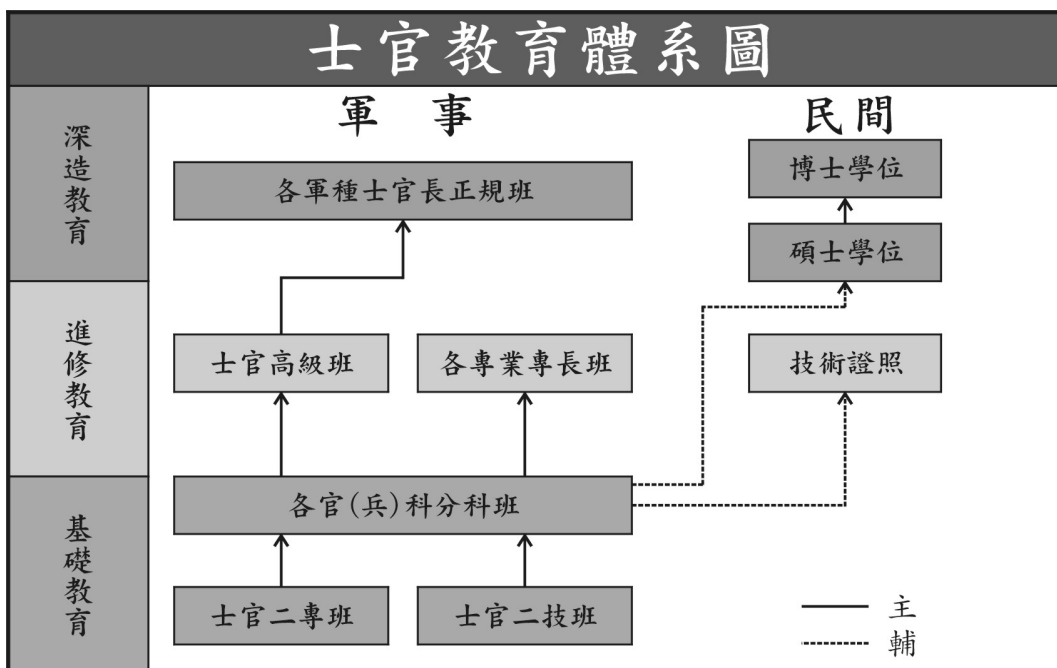 士官教育體系圖
軍事
民間
深造教育
各軍種士官長正規班
博士學位
碩士學位
進修教育
士官高級班
各專業專長班
技術證照
基礎教育
各官(兵)科分科班
士官二專班
士官二技班
主
輔